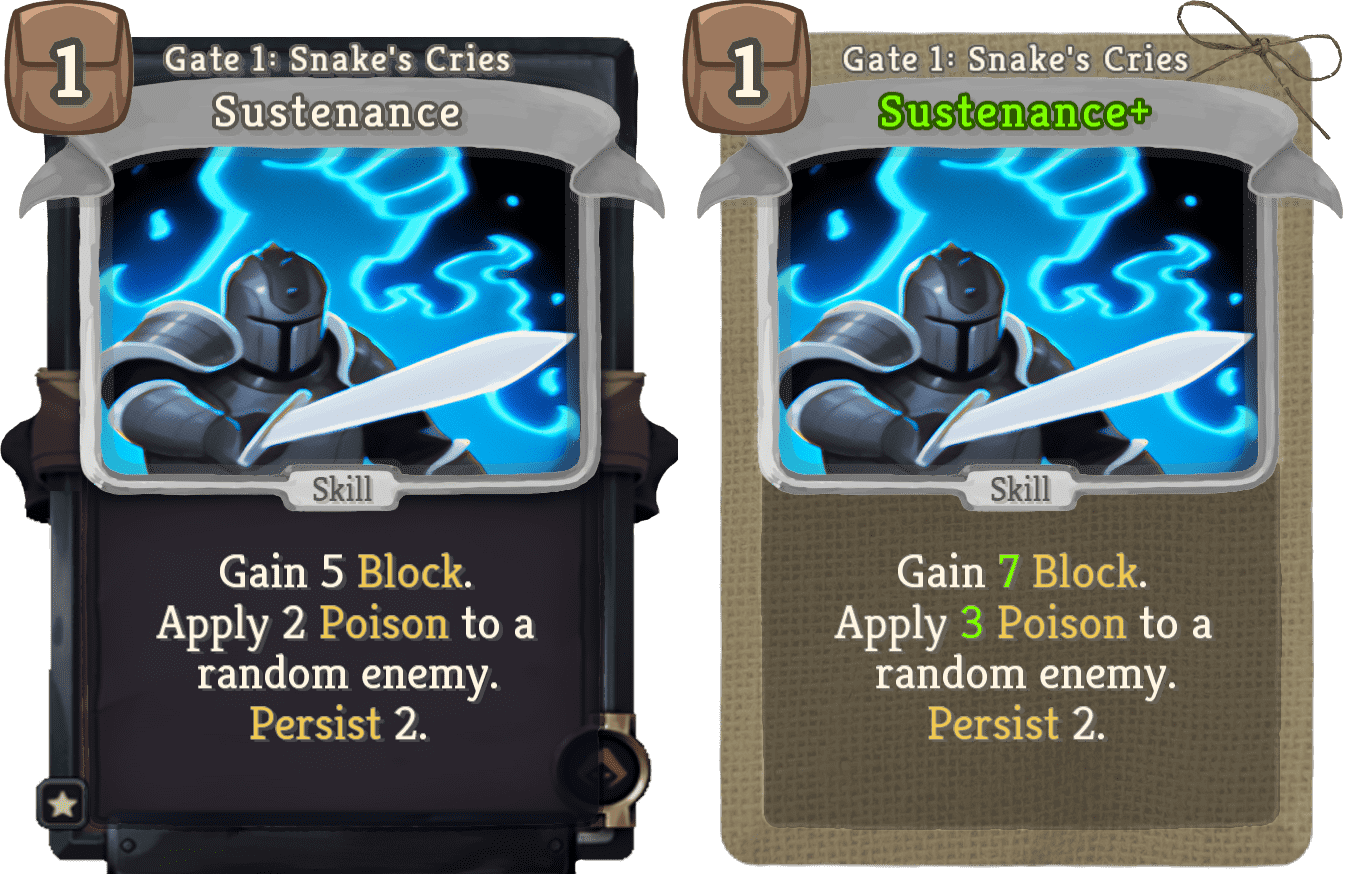 1
Gate 1: Snake's Cries
Sustenance
Skill
Gain 5 Block.
Apply 2 Poison to a
random enemy.
Persist 2.
1
Gate 1: Snake's Cries
Sustenance+
Skill
Gain 7 Block.
Apply 3 Poison to a
random enemy.
Persist 2.